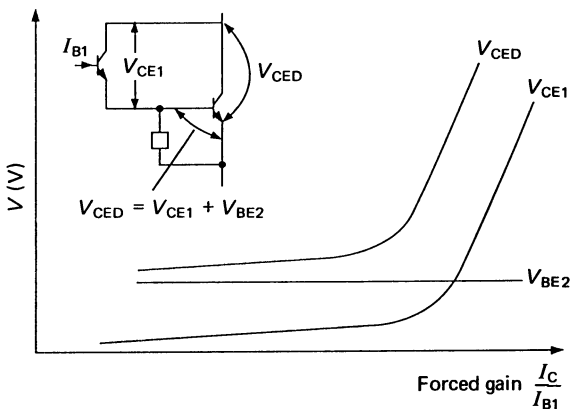 I_B1
V_CE1
V_CED
V_CED = V_CE1 + V_BE2
V_CED
V_CE1
V_BE2
V (V)
Forced gain I_C/I_B1